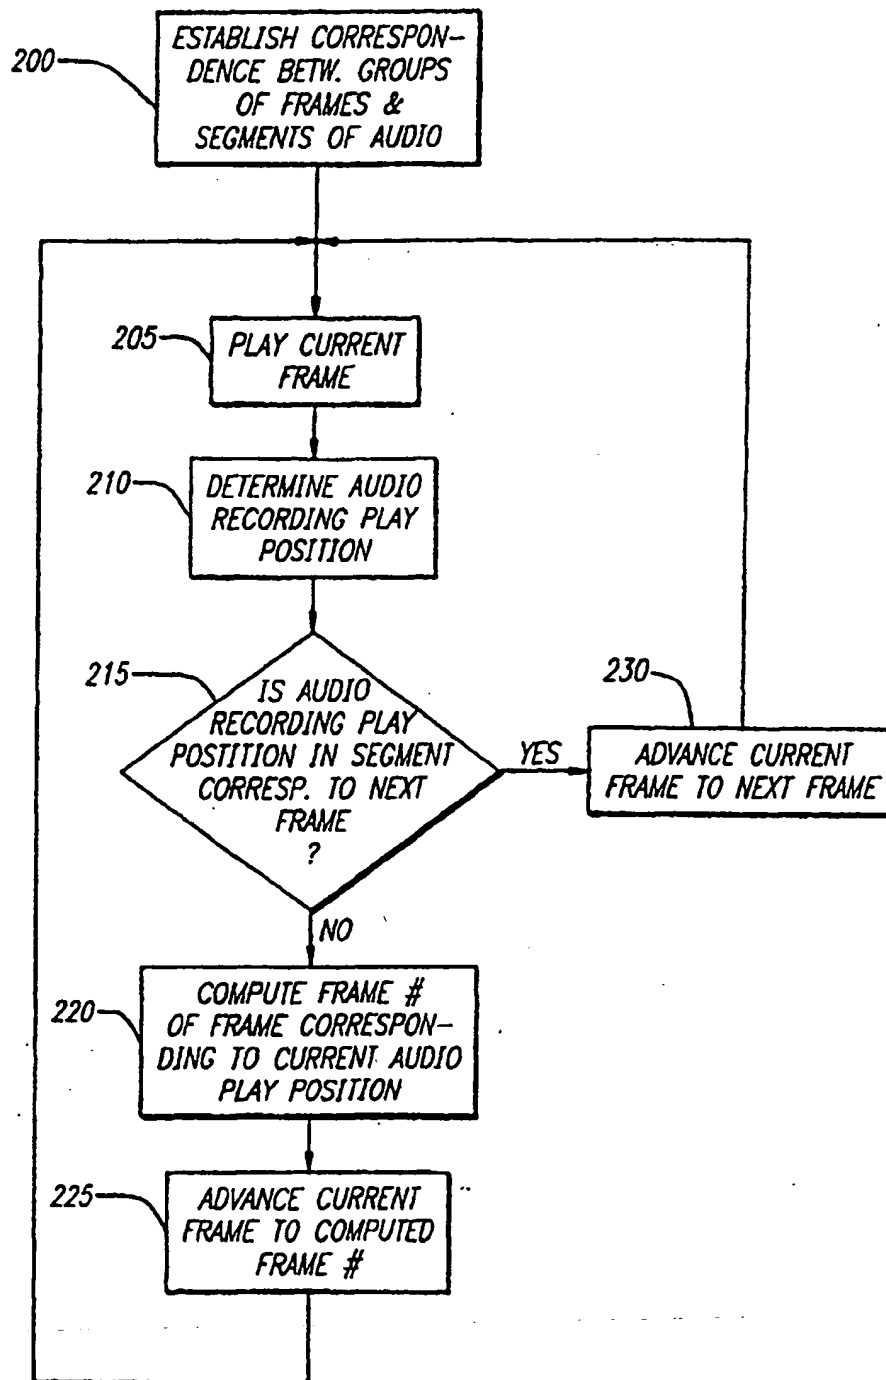 200
ESTABLISH CORRESPON-
DENCE BETW. GROUPS
OF FRAMES &
SEGMENTS OF AUDIO
205
PLAY CURRENT
FRAME
210
DETERMINE AUDIO
RECORDING PLAY
POSITION
215
IS AUDIO
RECORDING PLAY
POSTITION IN SEGMENT
CORRESP. TO NEXT
FRAME
?
YES
230
ADVANCE CURRENT
FRAME TO NEXT FRAME
NO
220
COMPUTE FRAME #
OF FRAME CORRESPON-
DING TO CURRENT AUDIO
PLAY POSITION
225
ADVANCE CURRENT
FRAME TO COMPUTED
FRAME #